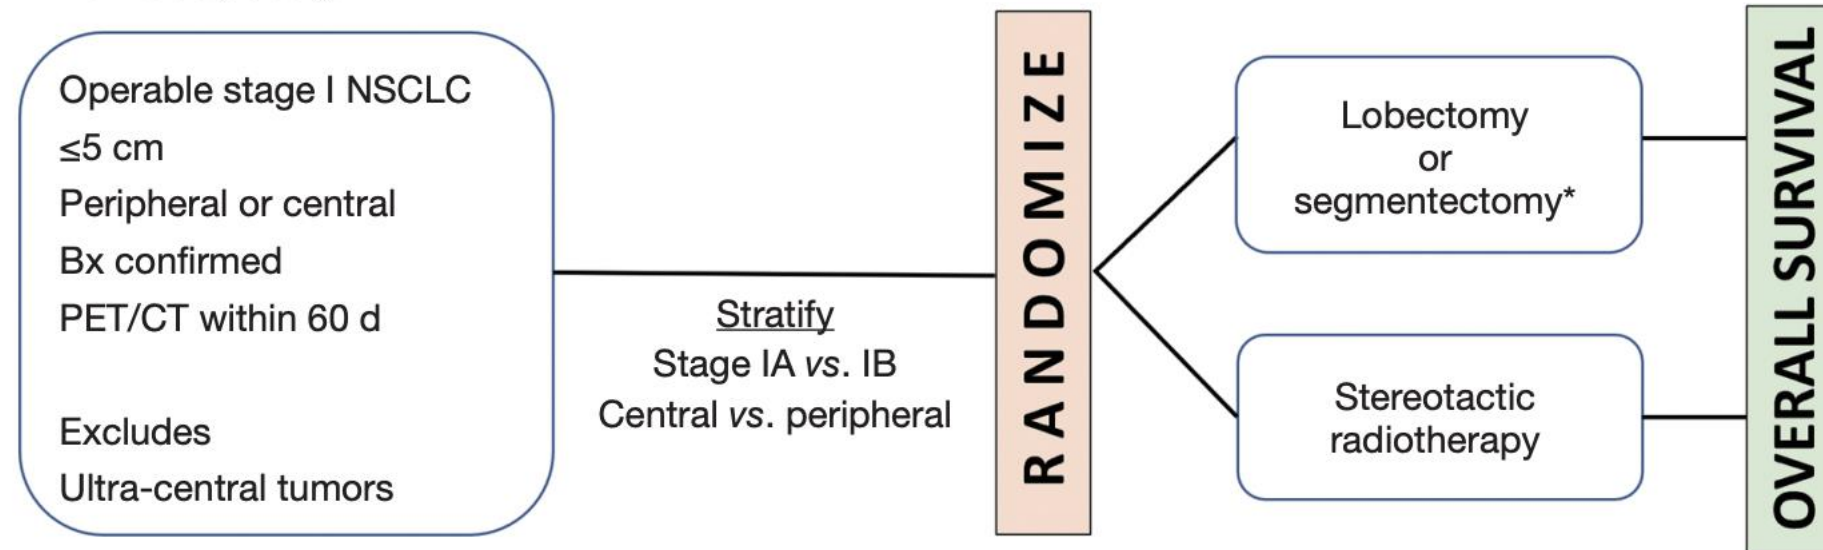 Operable stage I NSCLC
≤5 cm
Peripheral or central
Bx confirmed
PET/CT within 60 d
Excludes
Ultra-central tumors
Stratify
Stage IA vs. IB
Central vs. peripheral
RANDOMIZE
Lobectomy
or
segmentectomy*
Stereotactic
radiotherapy
OVERALL SURVIVAL